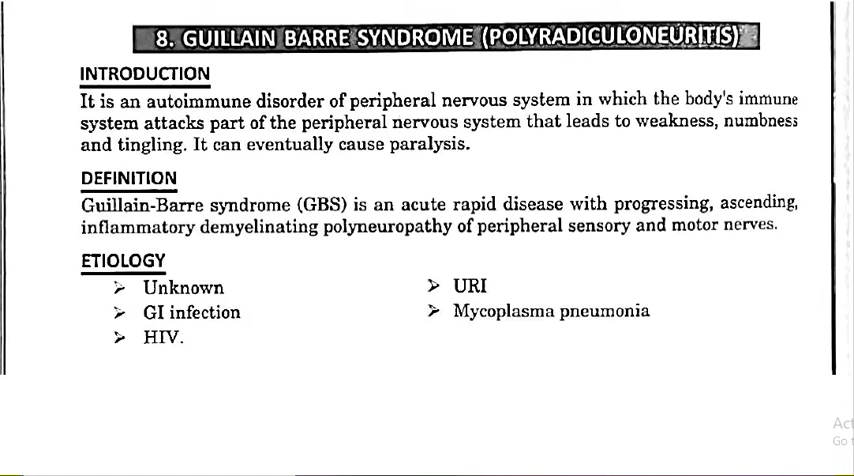 8. GUILLAIN BARRE SYNDROME (POLYRADICULONEURITIS)
INTRODUCTION
It is an autoimmune disorder of peripheral nervous system in which the body's immune
system attacks part of the peripheral nervous system that leads to weakness, numbness
and tingling. It can eventually cause paralysis.
DEFINITION
Guillain-Barre syndrome (GBS) is an acute rapid disease with progressing, ascending,
inflammatory demyelinating polyneuropathy of peripheral sensory and motor nerves.
ETIOLOGY
➢ Unknown
➢ GI infection
➢ HIV.
➢ URI
➢ Mycoplasma pneumonia
Act
Go t